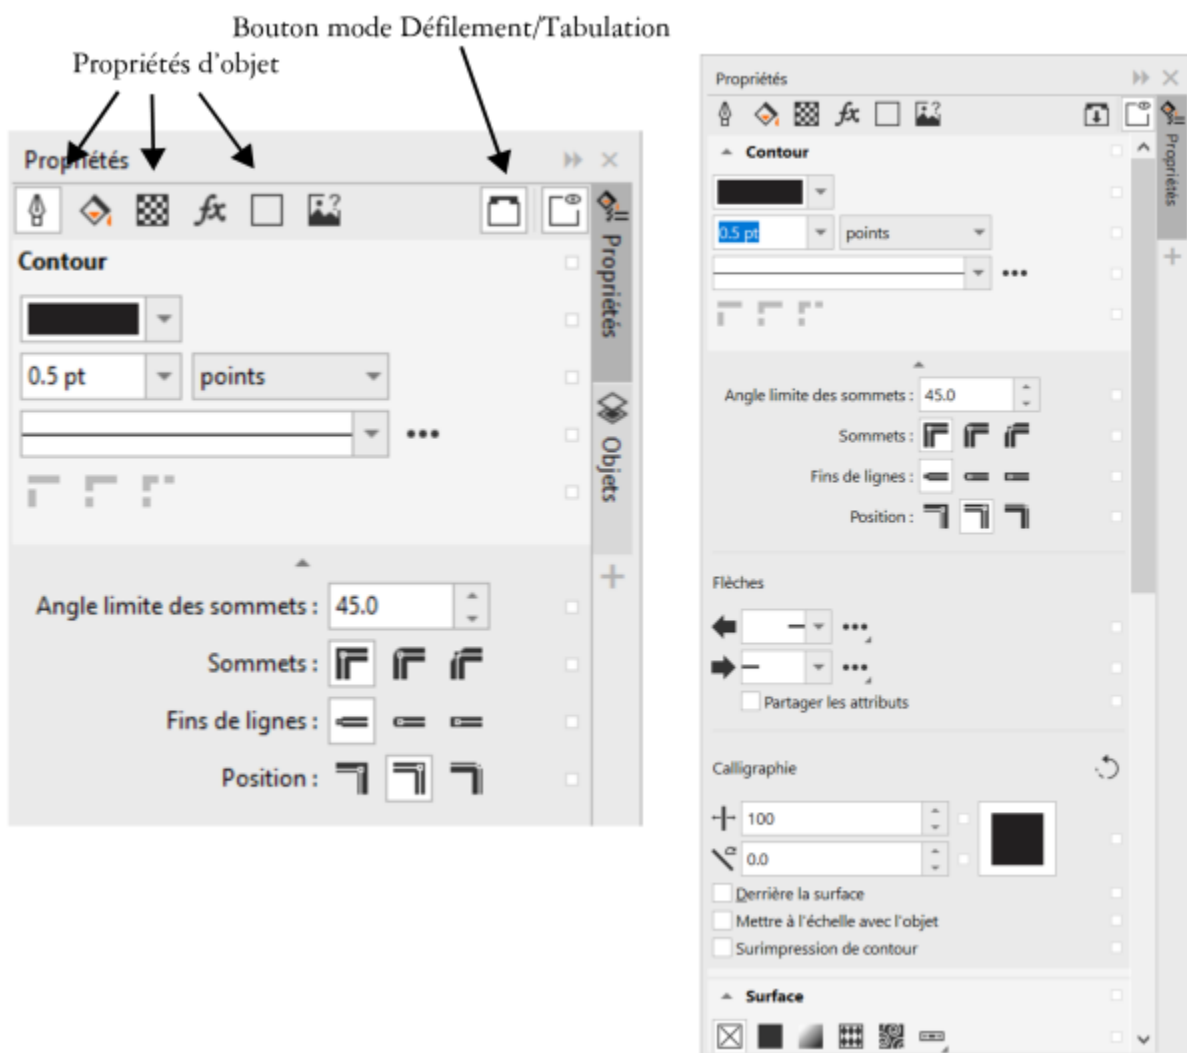 Bouton mode Défilement/Tabulation
Propriétés d'objet
Propriétés
fx
?
Contour
0.5 pt
points
Angle limite des sommets :
45.0
Sommets :
Fins de lignes :
Position :
Propriétés
Objets
Propriétés
fx
?
Contour
0.5 pt
points
Angle limite des sommets :
45.0
Sommets :
Fins de lignes :
Position :
Flèches
Partager les attributs
Calligraphie
100
0.0
Derrière la surface
Mettre à l'échelle avec l'objet
Surimpression de contour
Surface
Propriétés